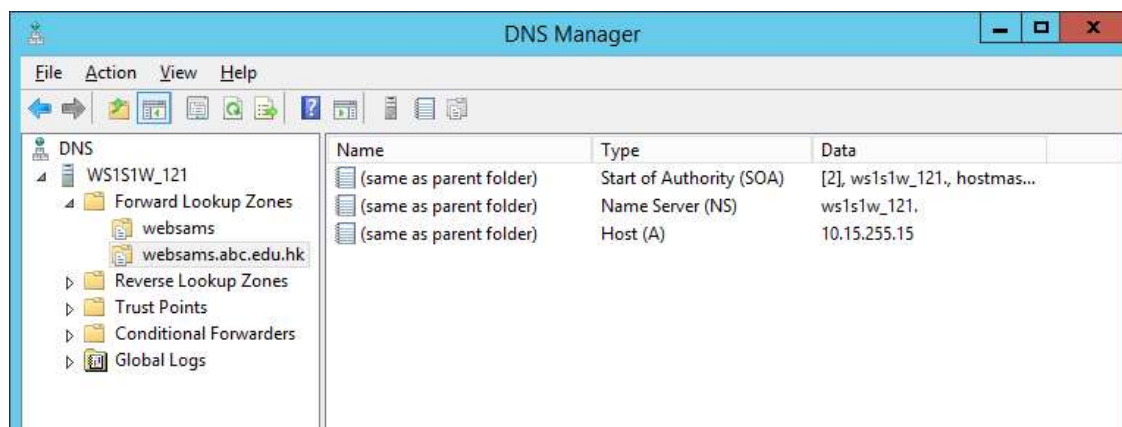 DNS Manager
File Action View Help
DNS
WS1S1W_121
Forward Lookup Zones
websams
websams.abc.edu.hk
Reverse Lookup Zones
Trust Points
Conditional Forwarders
Global Logs
Name Type Data
(same as parent folder) Start of Authority (SOA) [2], ws1s1w_121., hostmas...
(same as parent folder) Name Server (NS) ws1s1w_121.
(same as parent folder) Host (A) 10.15.255.15